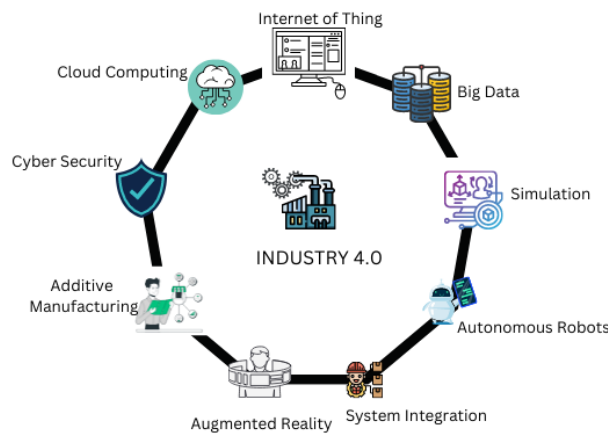 Internet of Thing
Cloud Computing
Big Data
Cyber Security
Simulation
INDUSTRY 4.0
Additive
Manufacturing
Autonomous Robots
System Integration
Augmented Reality